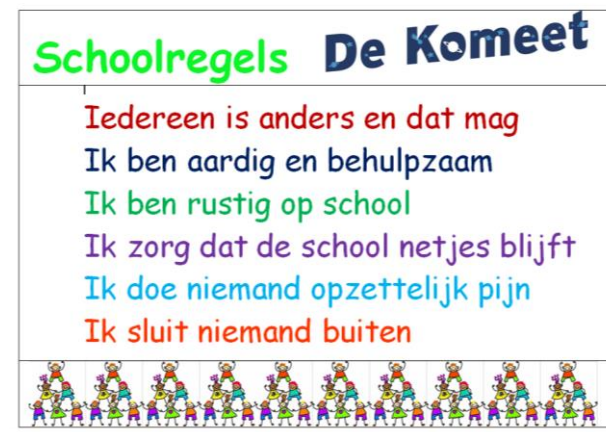 Schoolregels De Komeet
Iedereen is anders en dat mag
Ik ben aardig en behulpzaam
Ik ben rustig op school
Ik zorg dat de school netjes blijft
Ik doe niemand opzettelijk pijn
Ik sluit niemand buiten